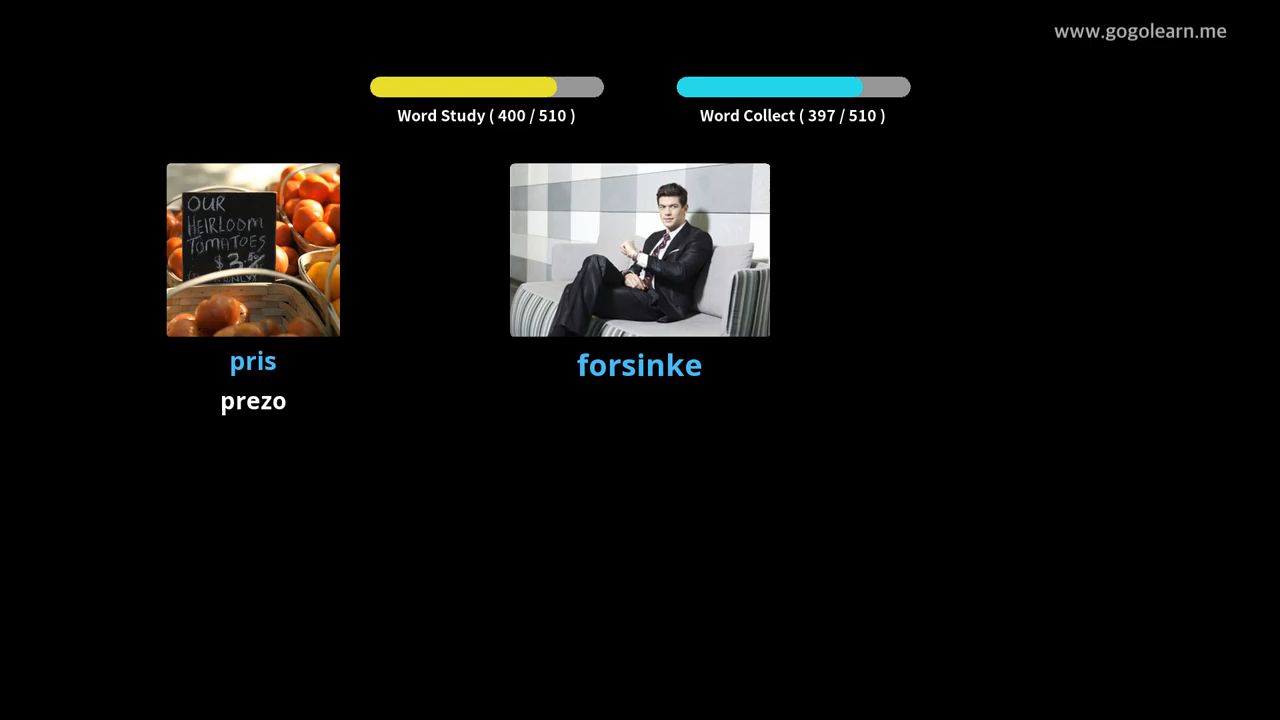 www.gogolearn.me
Word Study ( 400 / 510 )
Word Collect ( 397 / 510 )
OUR
HEIRLOOM
TOMATOES
pris
prezo
forsinke